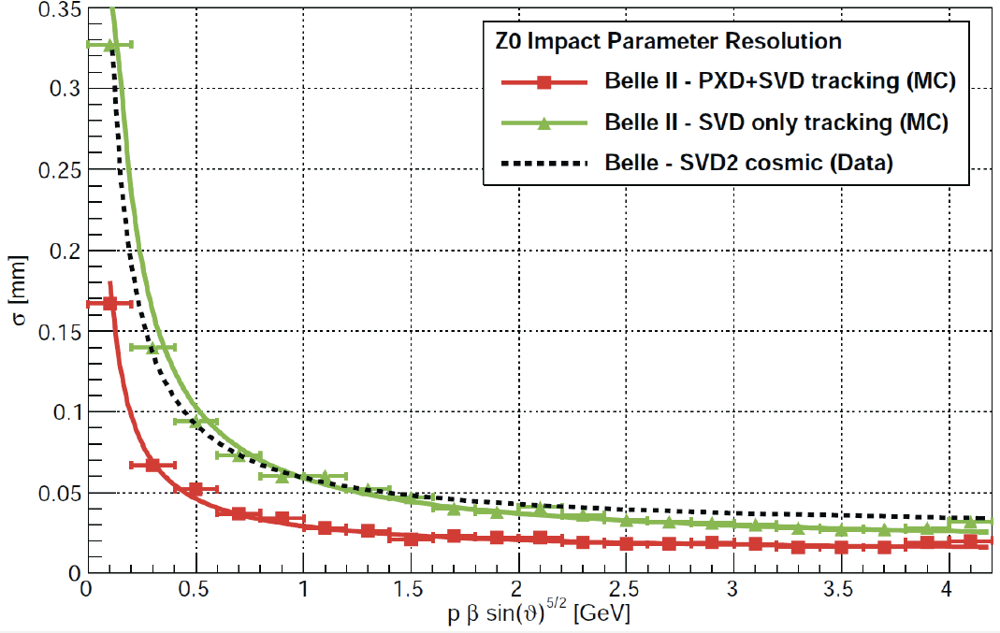 0.35
0.3
0.25
0.2
0.15
0.1
0.05
0
σ [mm]
Z0 Impact Parameter Resolution
Belle II - PXD+SVD tracking (MC)
Belle II - SVD only tracking (MC)
Belle - SVD2 cosmic (Data)
0 0.5 1 1.5 2 2.5 3 3.5 4
p β sin(ϑ)^5/2 [GeV]